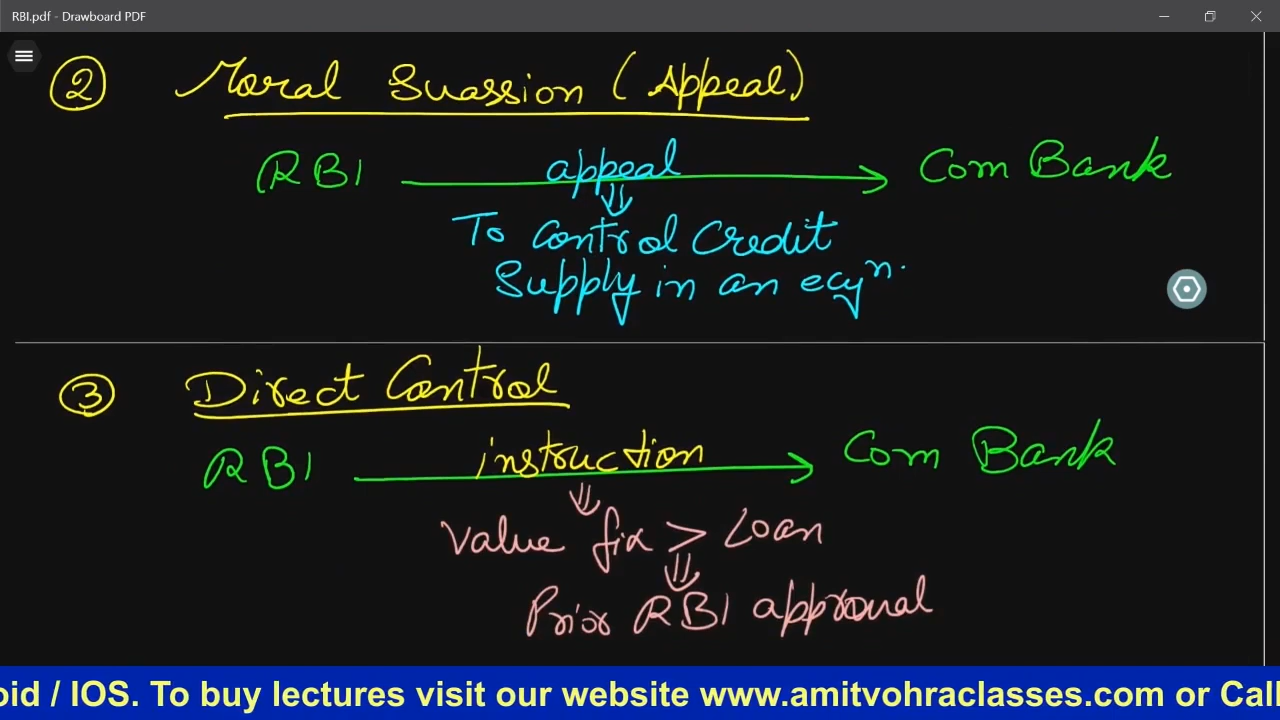 RBI.pdf - Drawboard PDF
② Moral Suassion (Appeal)
RBI appeal Com Bank
To Control Credit
Supply in an ecyⁿ.
③ Direct Control
RBI instruction Com Bank
Value fix > Loan
Prior RBI approval
oid / IOS. To buy lectures visit our website www.amitvohraclasses.com or Call